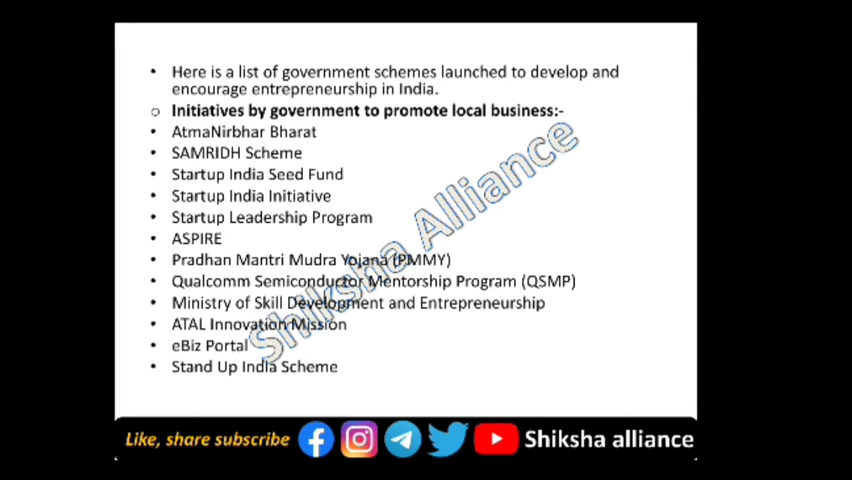 • Here is a list of government schemes launched to develop and
encourage entrepreneurship in India.
o Initiatives by government to promote local business:-
• AtmaNirbhar Bharat
• SAMRIDH Scheme
• Startup India Seed Fund
• Startup India Initiative
• Startup Leadership Program
• ASPIRE
• Pradhan Mantri Mudra Yojana (PMMY)
• Qualcomm Semiconductor Mentorship Program (QSMP)
• Ministry of Skill Development and Entrepreneurship
• ATAL Innovation Mission
• eBiz Portal
• Stand Up India Scheme
Shiksha Alliance
Like, share subscribe Shiksha alliance